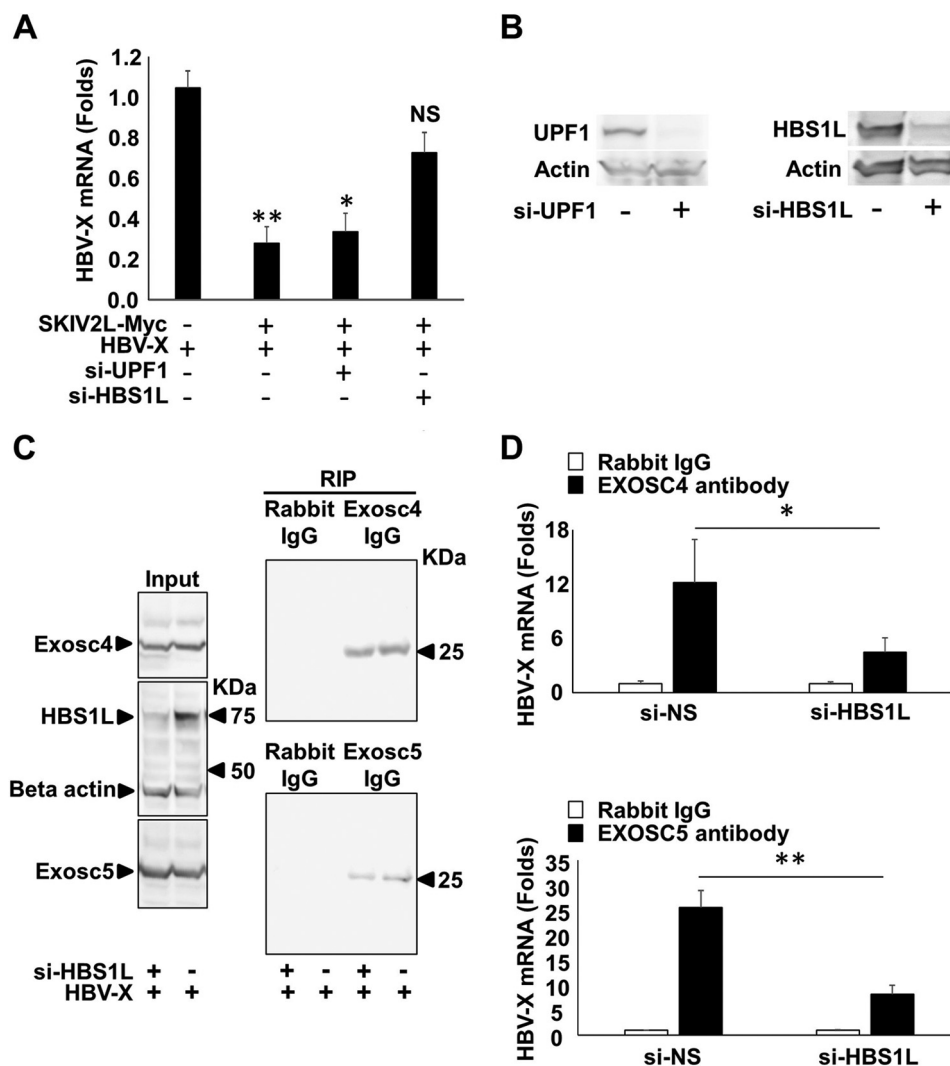 A
HBV-X mRNA (Folds)
1.2
1.0
0.8
0.6
0.4
0.2
0.0
**
*
NS
SKIV2L-Myc - + + +
HBV-X + + + +
si-UPF1 - - + -
si-HBS1L - - - +
B
UPF1
Actin
si-UPF1 - +
HBS1L
Actin
si-HBS1L - +
C
Input
Exosc4
HBS1L
Beta actin
Exosc5
KDa
75
50
RIP
Rabbit Exosc4
IgG IgG
KDa
25
Rabbit Exosc5
IgG IgG
25
si-HBS1L + - + - + -
HBV-X + + + + + +
D
Rabbit IgG
EXOSC4 antibody
HBV-X mRNA (Folds)
18
12
6
0
*
si-NS si-HBS1L
Rabbit IgG
EXOSC5 antibody
HBV-X mRNA (Folds)
35
30
25
20
15
10
5
0
**
si-NS si-HBS1L